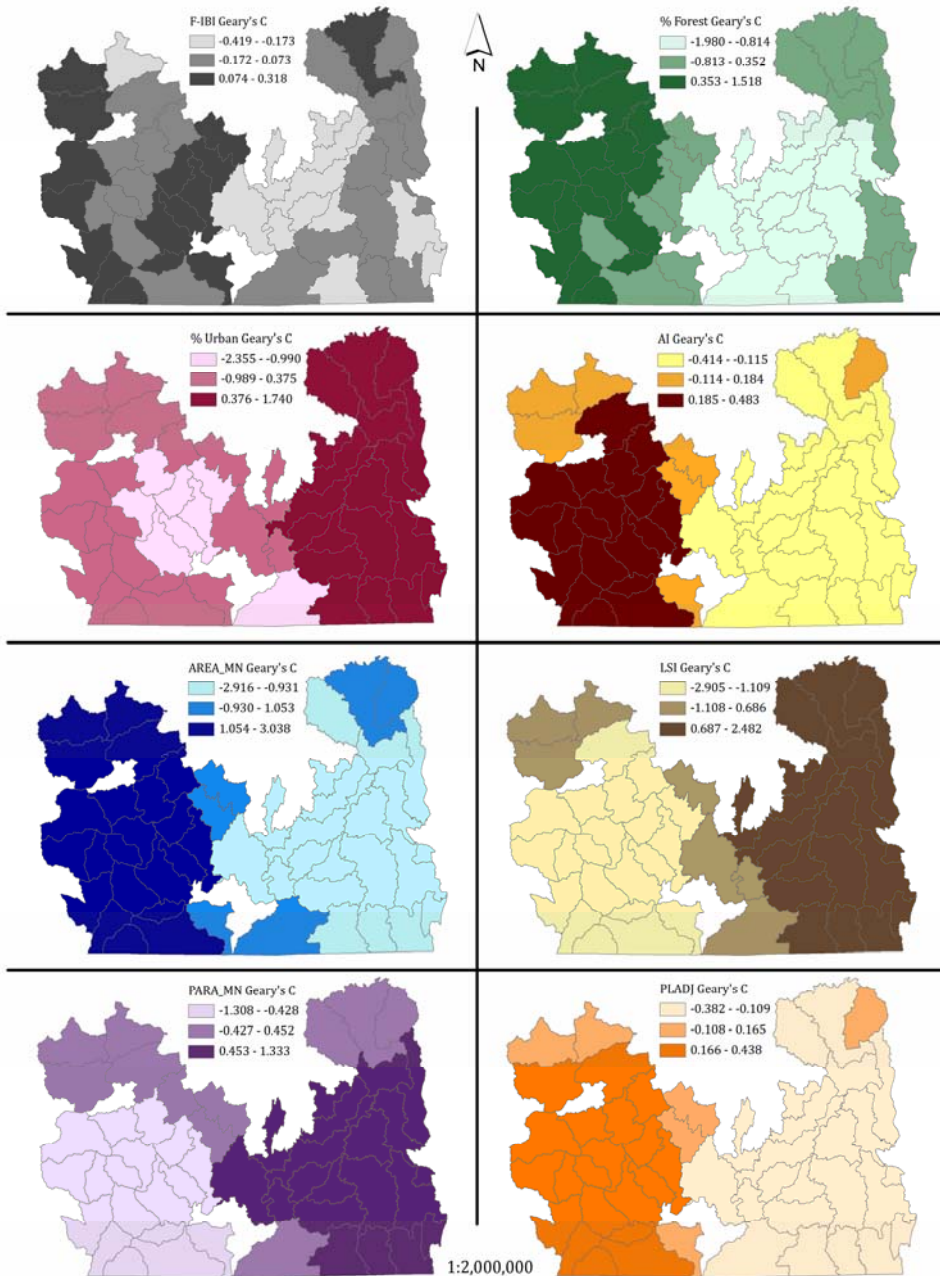 F-IBI Geary's C
-0.419 - -0.173
-0.172 - 0.073
0.074 - 0.318
N
% Forest Geary's C
-1.980 - -0.814
-0.813 - 0.352
0.353 - 1.518
% Urban Geary's C
-2.355 - -0.990
-0.989 - 0.375
0.376 - 1.740
AI Geary's C
-0.414 - -0.115
-0.114 - 0.184
0.185 - 0.483
AREA_MN Geary's C
-2.916 - -0.931
-0.930 - 1.053
1.054 - 3.038
LSI Geary's C
-2.905 - -1.109
-1.108 - 0.686
0.687 - 2.482
PARA_MN Geary's C
-1.308 - -0.428
-0.427 - 0.452
0.453 - 1.333
PLADJ Geary's C
-0.382 - -0.109
-0.108 - 0.165
0.166 - 0.438
1:2,000,000